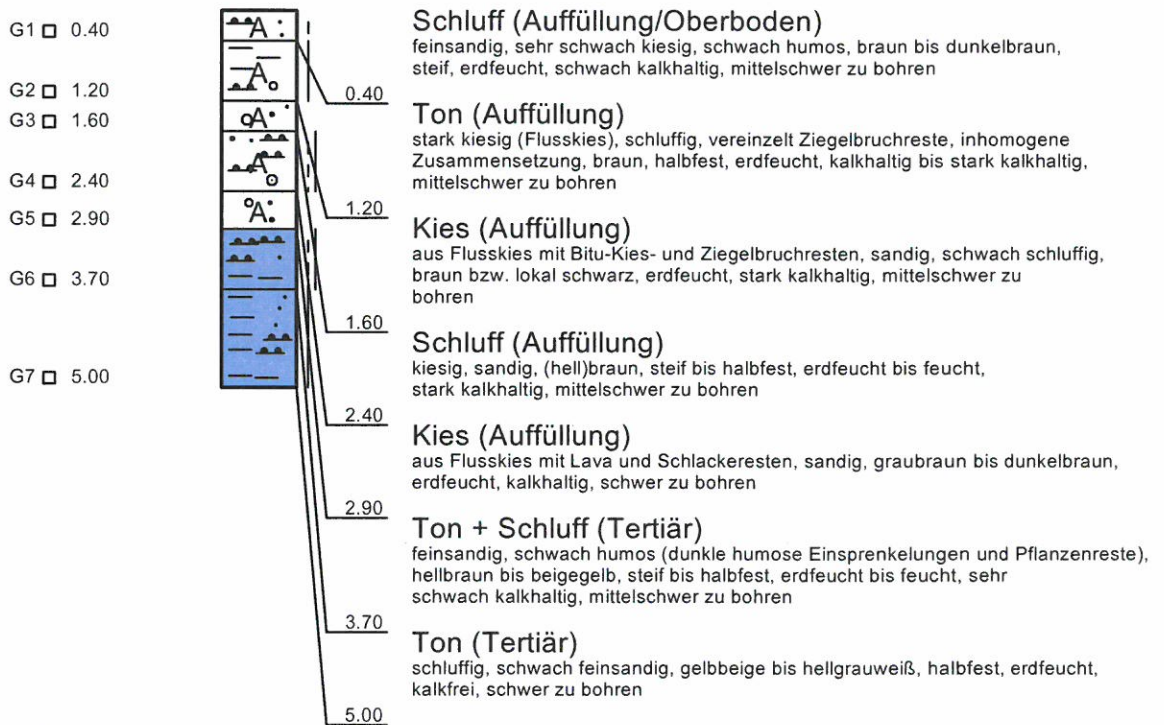 G1 0.40
G2 1.20
G3 1.60
G4 2.40
G5 2.90
G6 3.70
G7 5.00
A
A
A
A
A
Schluff (Auffüllung/Oberboden)
feinsandig, sehr schwach kiesig, schwach humos, braun bis dunkelbraun,
steif, erdfeucht, schwach kalkhaltig, mittelschwer zu bohren
0.40
Ton (Auffüllung)
stark kiesig (Flusskies), schluffig, vereinzelt Ziegelbruchreste, inhomogene
Zusammensetzung, braun, halbfest, erdfeucht, kalkhaltig bis stark kalkhaltig,
mittelschwer zu bohren
1.20
Kies (Auffüllung)
aus Flusskies mit Bitu-Kies- und Ziegelbruchresten, sandig, schwach schluffig,
braun bzw. lokal schwarz, erdfeucht, stark kalkhaltig, mittelschwer zu
bohren
1.60
Schluff (Auffüllung)
kiesig, sandig, (hell)braun, steif bis halbfest, erdfeucht bis feucht,
stark kalkhaltig, mittelschwer zu bohren
2.40
Kies (Auffüllung)
aus Flusskies mit Lava und Schlackeresten, sandig, graubraun bis dunkelbraun,
erdfeucht, kalkhaltig, schwer zu bohren
2.90
Ton + Schluff (Tertiär)
feinsandig, schwach humos (dunkle humose Einsprenkelungen und Pflanzenreste),
hellbraun bis beigegelb, steif bis halbfest, erdfeucht bis feucht, sehr
schwach kalkhaltig, mittelschwer zu bohren
3.70
Ton (Tertiär)
schluffig, schwach feinsandig, gelbbeige bis hellgrauweiß, halbfest, erdfeucht,
kalkfrei, schwer zu bohren
5.00